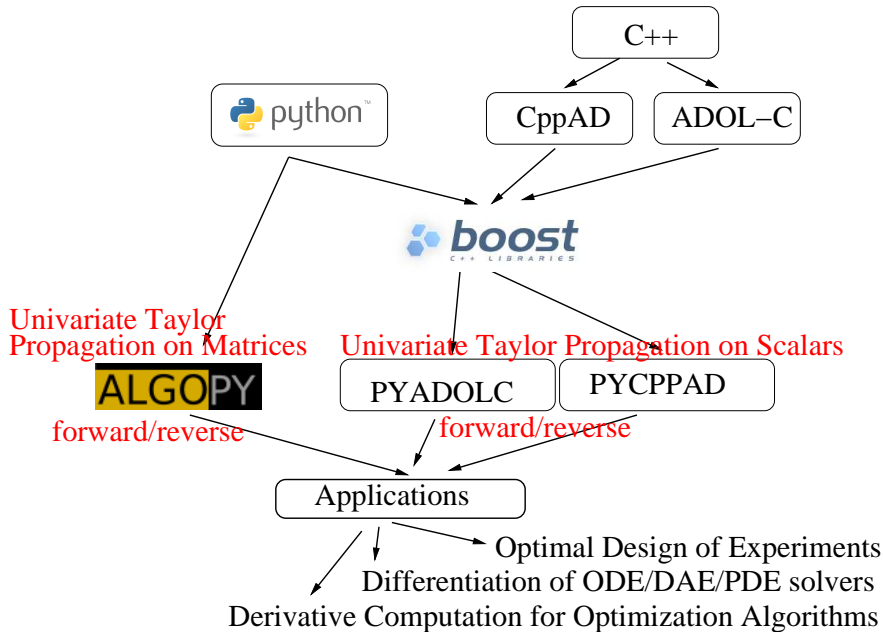 C++
python™
CppAD
ADOL−C
boost
C++ LIBRARIES
Univariate Taylor
Propagation on Matrices
Univariate Taylor Propagation on Scalars
ALGOPY
PYADOLC
PYCPPAD
forward/reverse
forward/reverse
Applications
Optimal Design of Experiments
Differentiation of ODE/DAE/PDE solvers
Derivative Computation for Optimization Algorithms